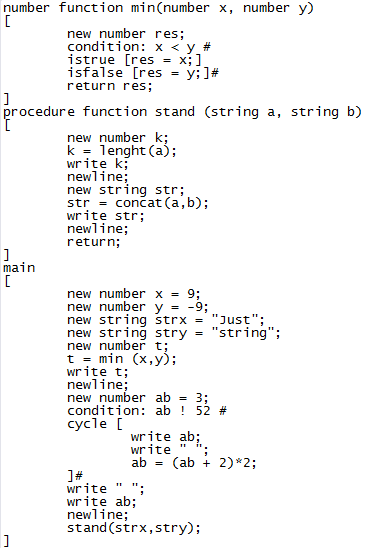 number function min(number x, number y)
[
new number res;
condition: x < y #
istrue [res = x;]
isfalse [res = y;]#
return res;
]
procedure function stand (string a, string b)
[
new number k;
k = lenght(a);
write k;
newline;
new string str;
str = concat(a,b);
write str;
newline;
return;
]
main
[
new number x = 9;
new number y = -9;
new string strx = "Just";
new string stry = "string";
new number t;
t = min (x,y);
write t;
newline;
new number ab = 3;
condition: ab ! 52 #
cycle [
write ab;
write " ";
ab = (ab + 2)*2;
]#
write " ";
write ab;
newline;
stand(strx,stry);
]